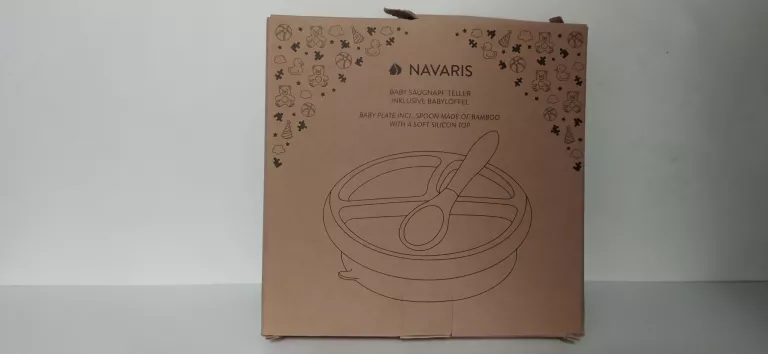 NAVARIS
BABY SAUGNAPF-TELLER
INKLUSIVE BABYLÖFFEL
BABY PLATE INCL. SPOON MADE OF BAMBOO
WITH A SOFT SILICON TOP